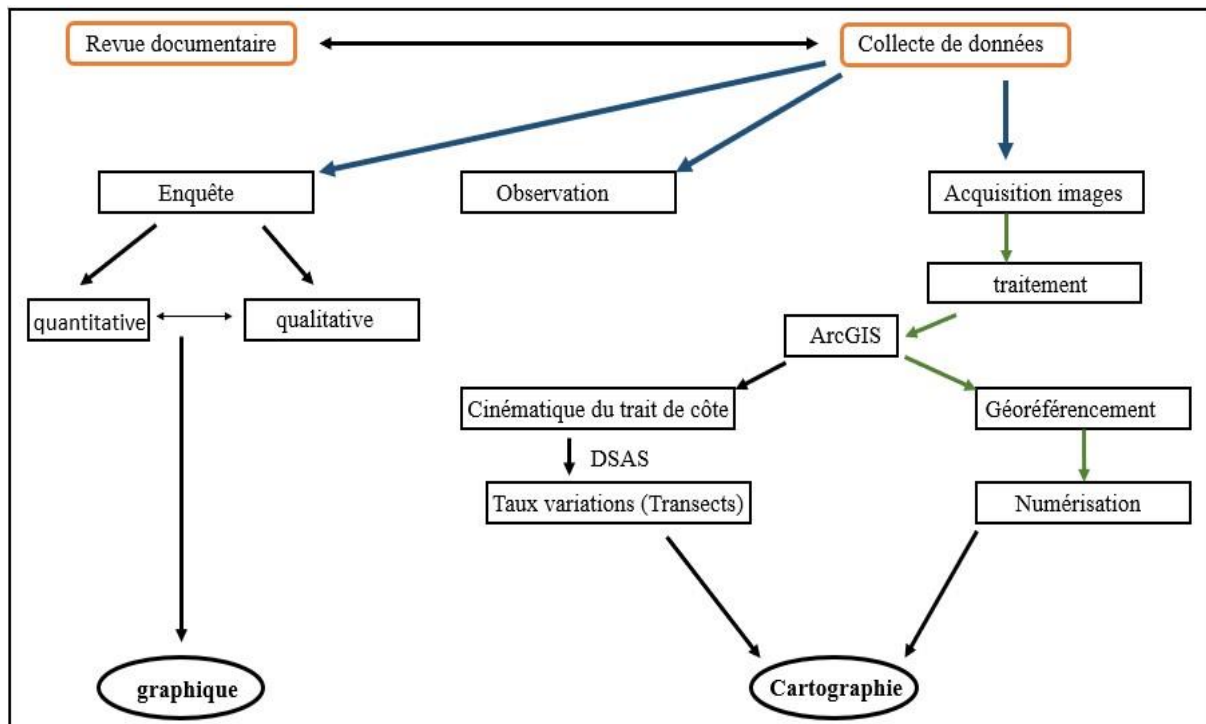 Revue documentaire
Collecte de données
Enquête
Observation
Acquisition images
traitement
quantitative
qualitative
ArcGIS
Cinématique du trait de côte
Géoréférencement
DSAS
Taux variations (Transects)
Numérisation
graphique
Cartographie